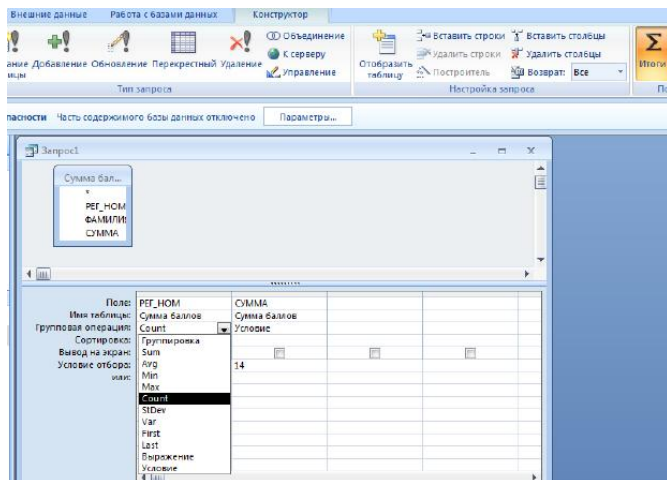 Внешние данные Работа с базами данных Конструктор
Объединение
К серверу
Управление
Добавление Обновление Перекрестный Удаление
Тип запроса
Отобразить таблицу
Вставить строки
Удалить строки
Построитель
Вставить столбцы
Удалить столбцы
Возврат: Все
Настройка запроса
Σ
Итоги
Часть содержимого базы данных отключено Параметры...
Запрос1
Сумма бал...
*
РЕГ_НОМ
ФАМИЛИЯ
СУММА
Поле: РЕГ_НОМ СУММА
Имя таблицы: Сумма баллов Сумма баллов
Групповая операция: Count Условие
Сортировка:
Вывод на экран:
Условие отбора: 14
или:
Группировка
Sum
Avg
Min
Max
Count
StDev
Var
First
Last
Выражение
Условие